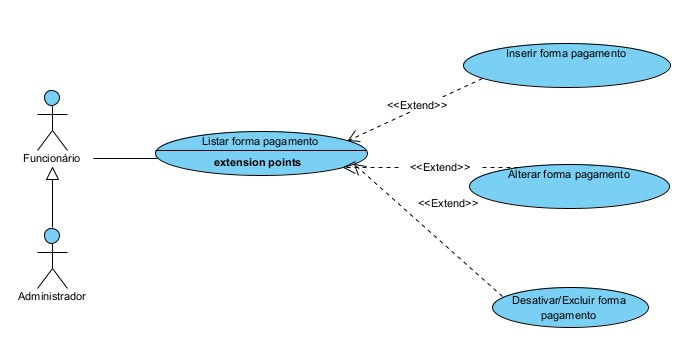 Inserir forma pagamento
<<Extend>>
Listar forma pagamento
extension points
Funcionário
<<Extend>>
Alterar forma pagamento
<<Extend>>
Administrador
Desativar/Excluir forma
pagamento